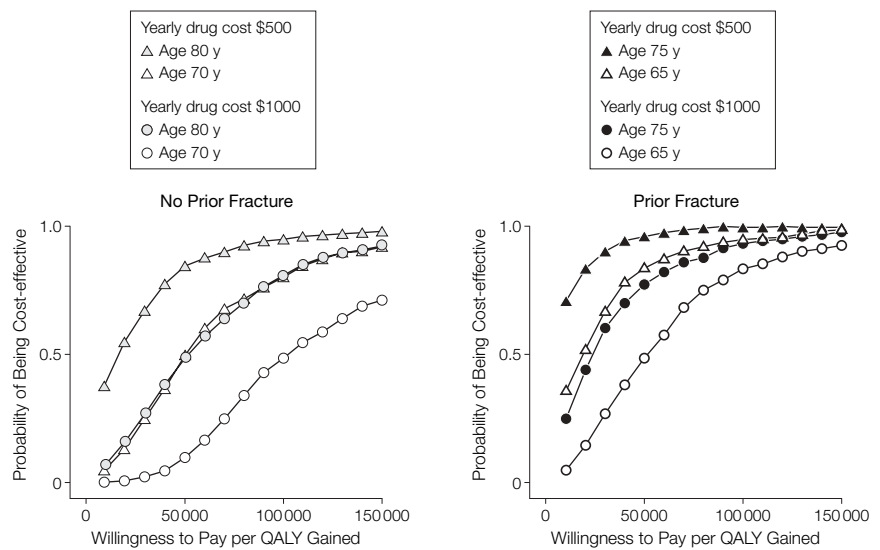 Yearly drug cost $500
Age 80 y
Age 70 y
Yearly drug cost $1000
Age 80 y
Age 70 y
Yearly drug cost $500
Age 75 y
Age 65 y
Yearly drug cost $1000
Age 75 y
Age 65 y
No Prior Fracture
1.0
0.5
0
Probability of Being Cost-effective
0 50 000 100 000 150 000
Willingness to Pay per QALY Gained
Prior Fracture
1.0
0.5
0
Probability of Being Cost-effective
0 50 000 100 000 150 000
Willingness to Pay per QALY Gained